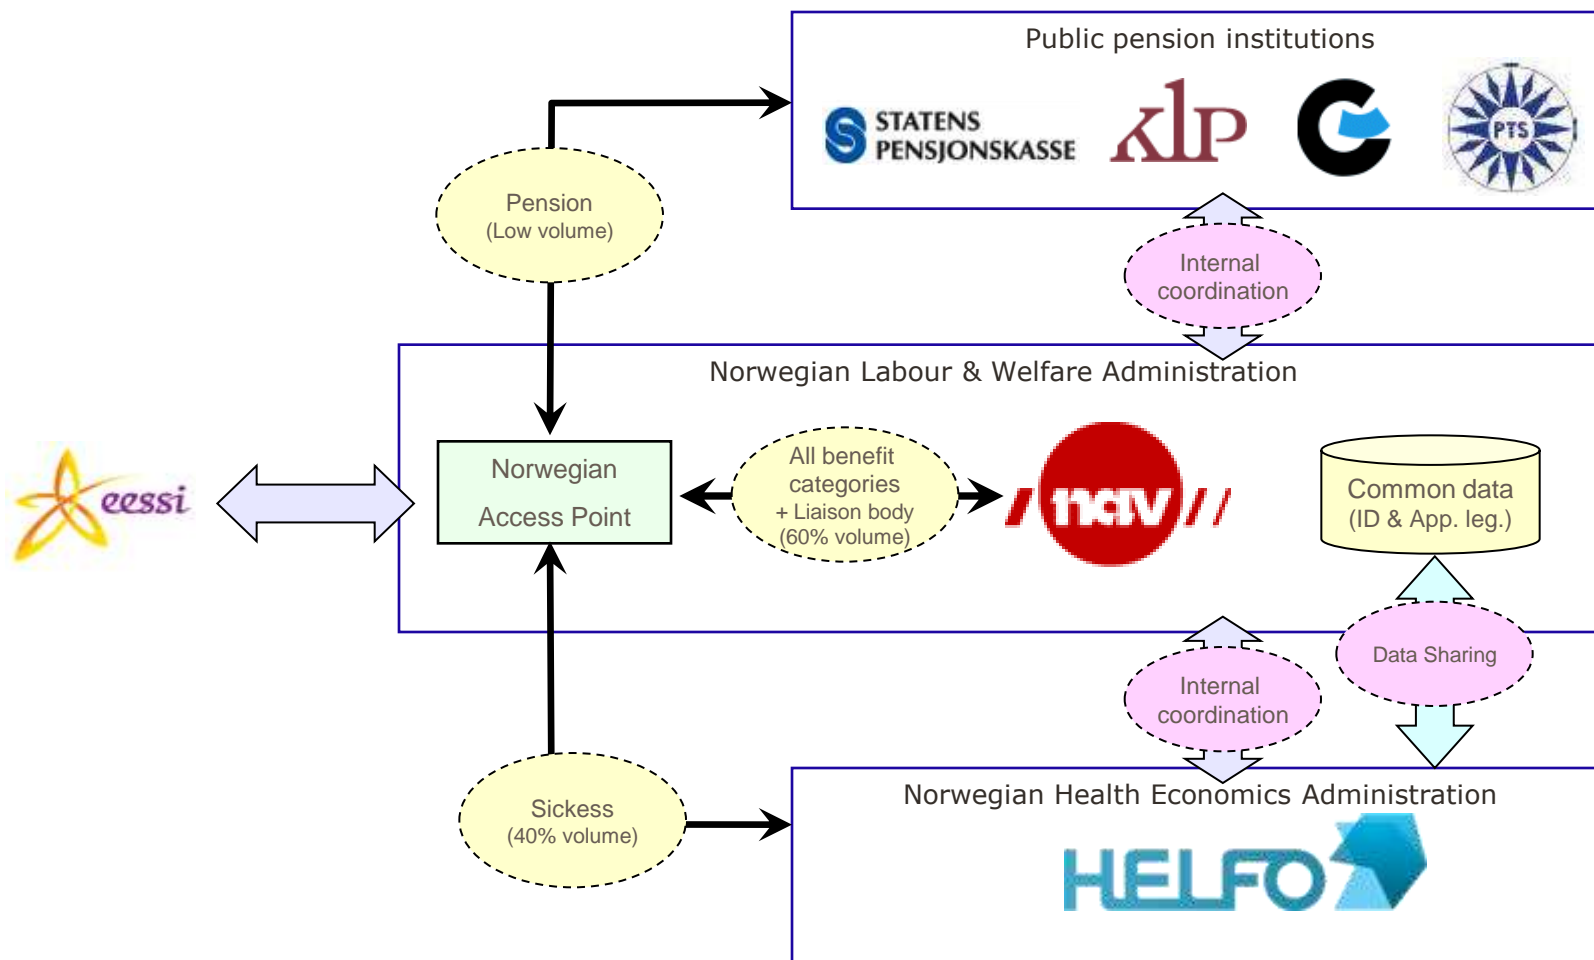 Public pension institutions
STATENS
PENSJONSKASSE
KLP
PTS
Pension
(Low volume)
Internal
coordination
Norwegian Labour & Welfare Administration
eessi
Norwegian
Access Point
All benefit
categories
+ Liaison body
(60% volume)
nav
Common data
(ID & App. leg.)
Data Sharing
Internal
coordination
Sickess
(40% volume)
Norwegian Health Economics Administration
HELFO